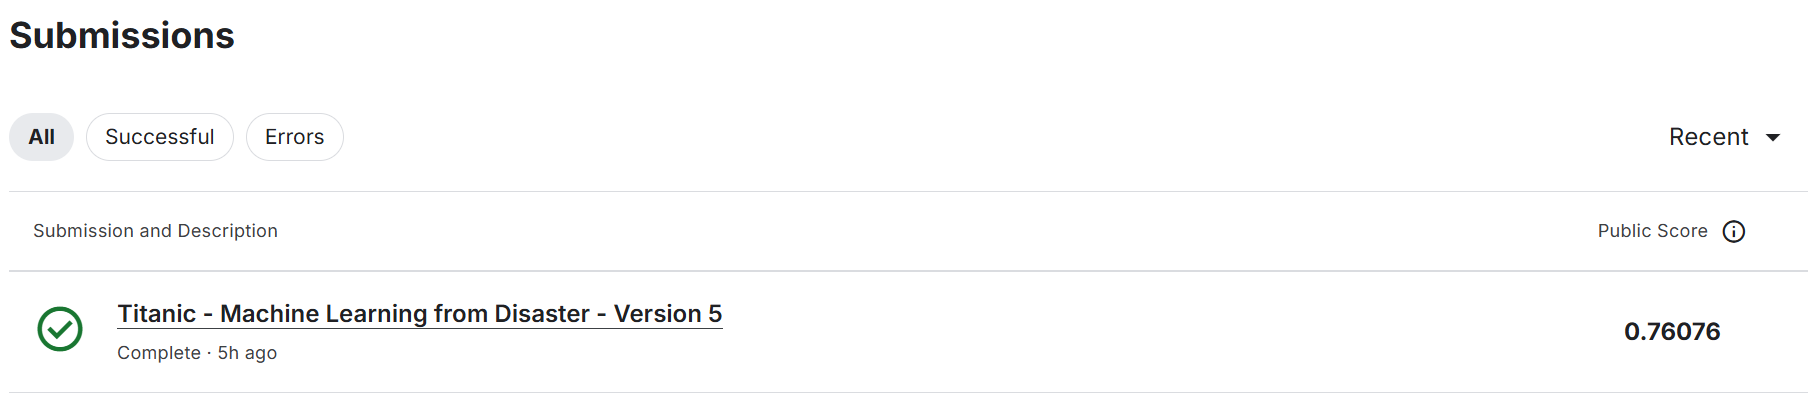 Submissions
All Successful Errors Recent
Submission and Description Public Score
Titanic - Machine Learning from Disaster - Version 5
Complete · 5h ago
0.76076